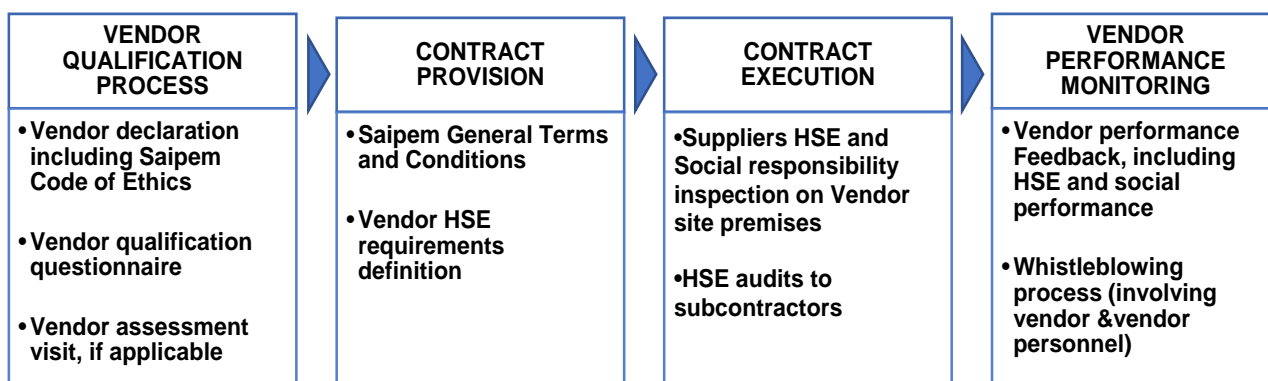 VENDOR
QUALIFICATION
PROCESS
•Vendor declaration
including Saipem
Code of Ethics
•Vendor qualification
questionnaire
•Vendor assessment
visit, if applicable
CONTRACT
PROVISION
•Saipem General Terms
and Conditions
•Vendor HSE
requirements
definition
CONTRACT
EXECUTION
•Suppliers HSE and
Social responsibility
inspection on Vendor
site premises
•HSE audits to
subcontractors
VENDOR
PERFORMANCE
MONITORING
•Vendor performance
Feedback, including
HSE and social
performance
•Whistleblowing
process (involving
vendor &vendor
personnel)